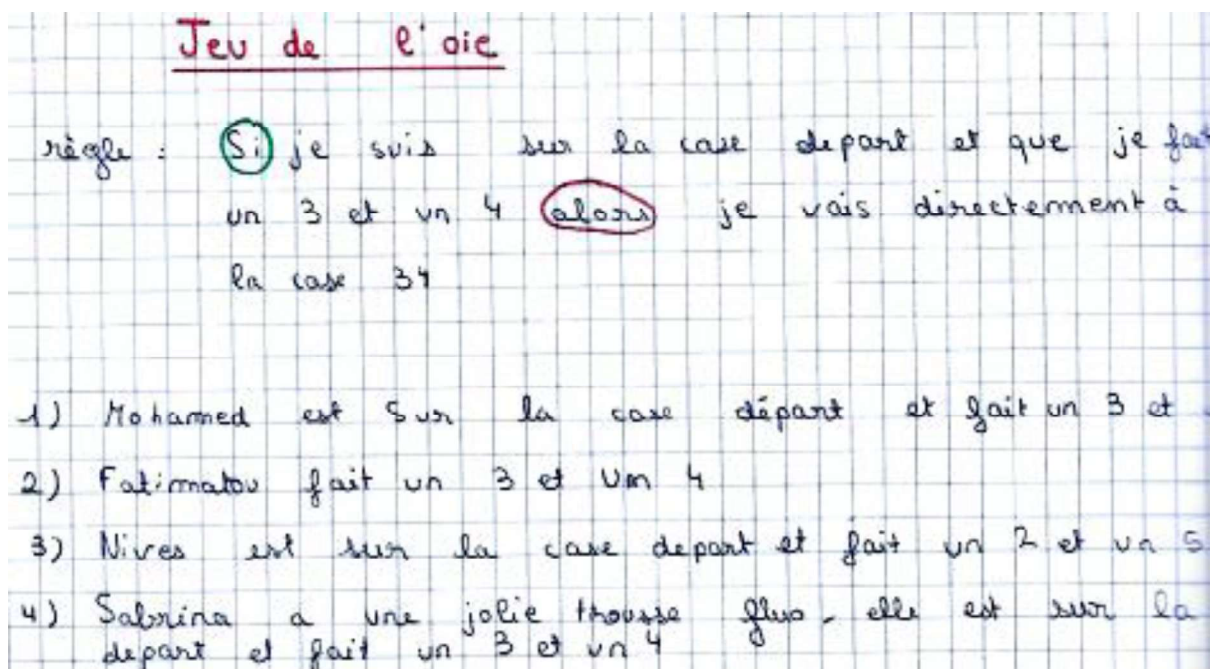 Jeu de l'oie
règle : Si je suis sur la case depart et que je fait
un 3 et un 4 alors je vais directement à
la case 34
1) Mohamed est sur la case départ et fait un 3 et
2) Fatimatou fait un 3 et un 4
3) Nives est sur la case depart et fait un 2 et un 5
4) Sabrina a une jolie trousse fluo - elle est sur la
depart et fait un 3 et un 4